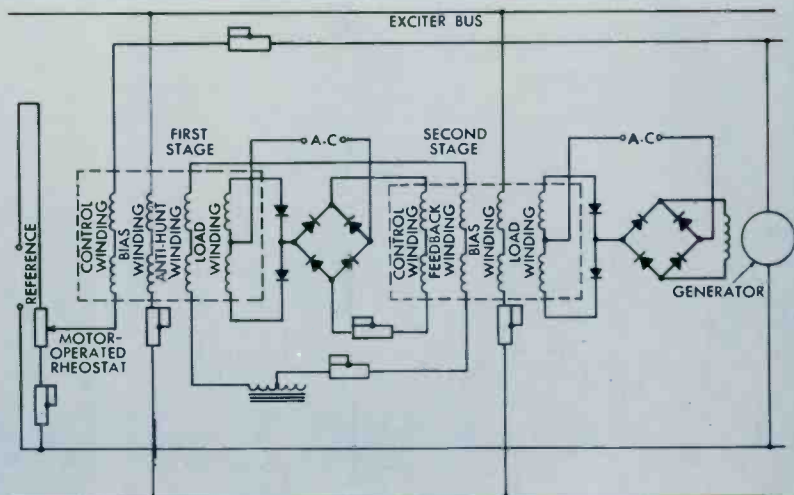 EXCITER BUS
FIRST
STAGE
A.C
SECOND
STAGE
A.C
REFERENCE
CONTROL
WINDING
BIAS
WINDING
ANTI-HUNT
WINDING
LOAD
WINDING
CONTROL
WINDING
FEEDBACK
WINDING
BIAS
WINDING
LOAD
WINDING
GENERATOR
MOTOR-
OPERATED
RHEOSTAT